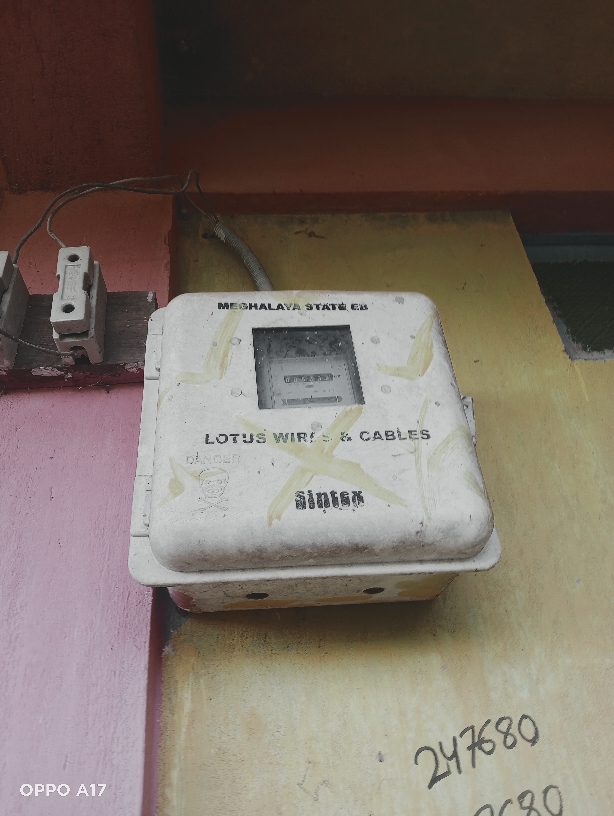 MEGHALAYA STATE EB
LOTUS WIRES & CABLES
DANGER
Sintex
247680
OPPO A17